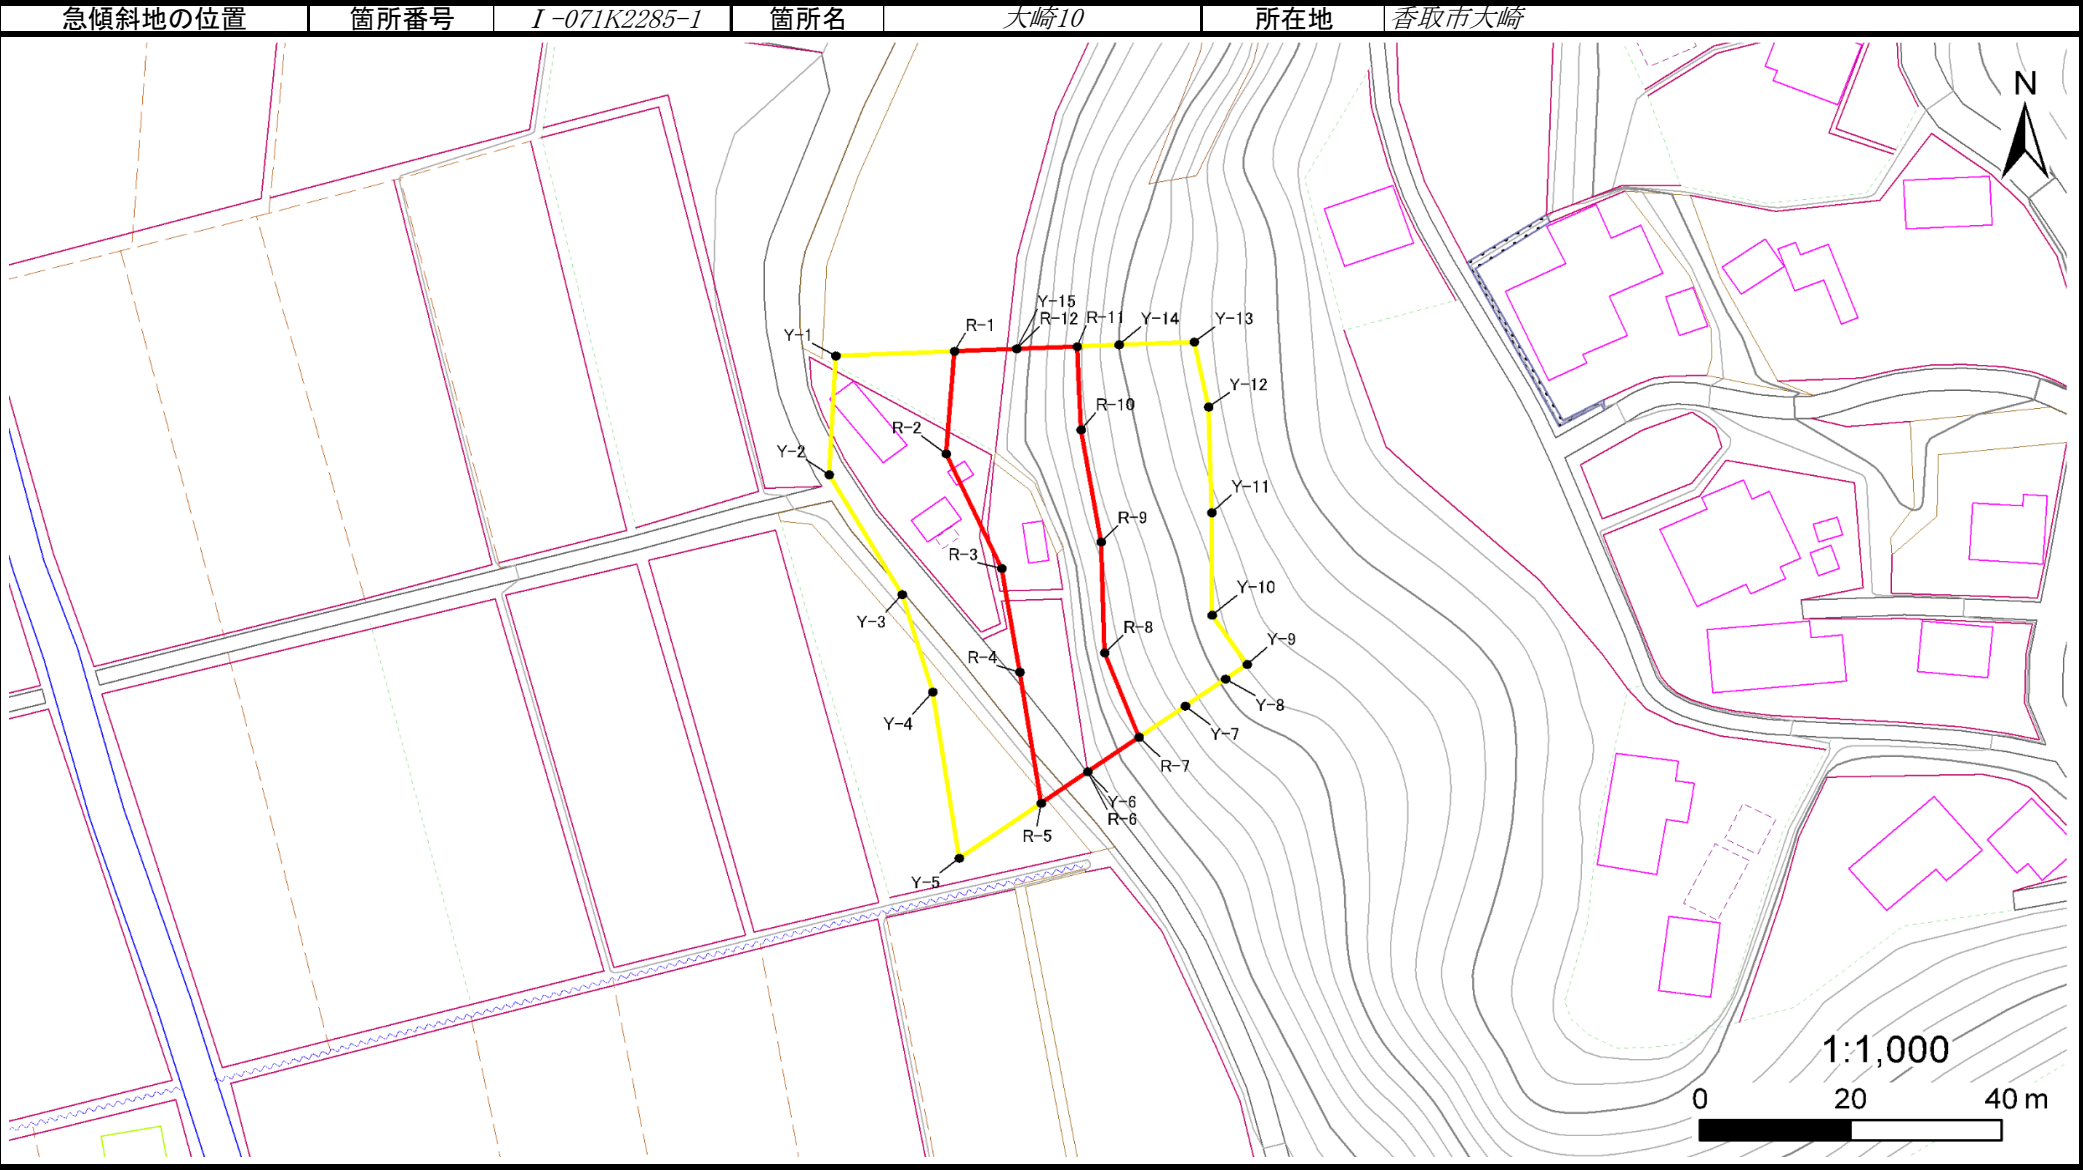 急傾斜地の位置 箇所番号 Ⅰ-071K2285-1 箇所名 大崎10 所在地 香取市大崎
N
Y-15
Y-1 R-1 R-12 R-11 Y-14 Y-13
Y-12
R-10
R-2
Y-2
Y-11
R-9
R-3
Y-10
Y-3
R-8
Y-9
R-4
Y-8
Y-4
Y-7
R-7
Y-6
R-6
R-5
Y-5
1:1,000
0 20 40 m